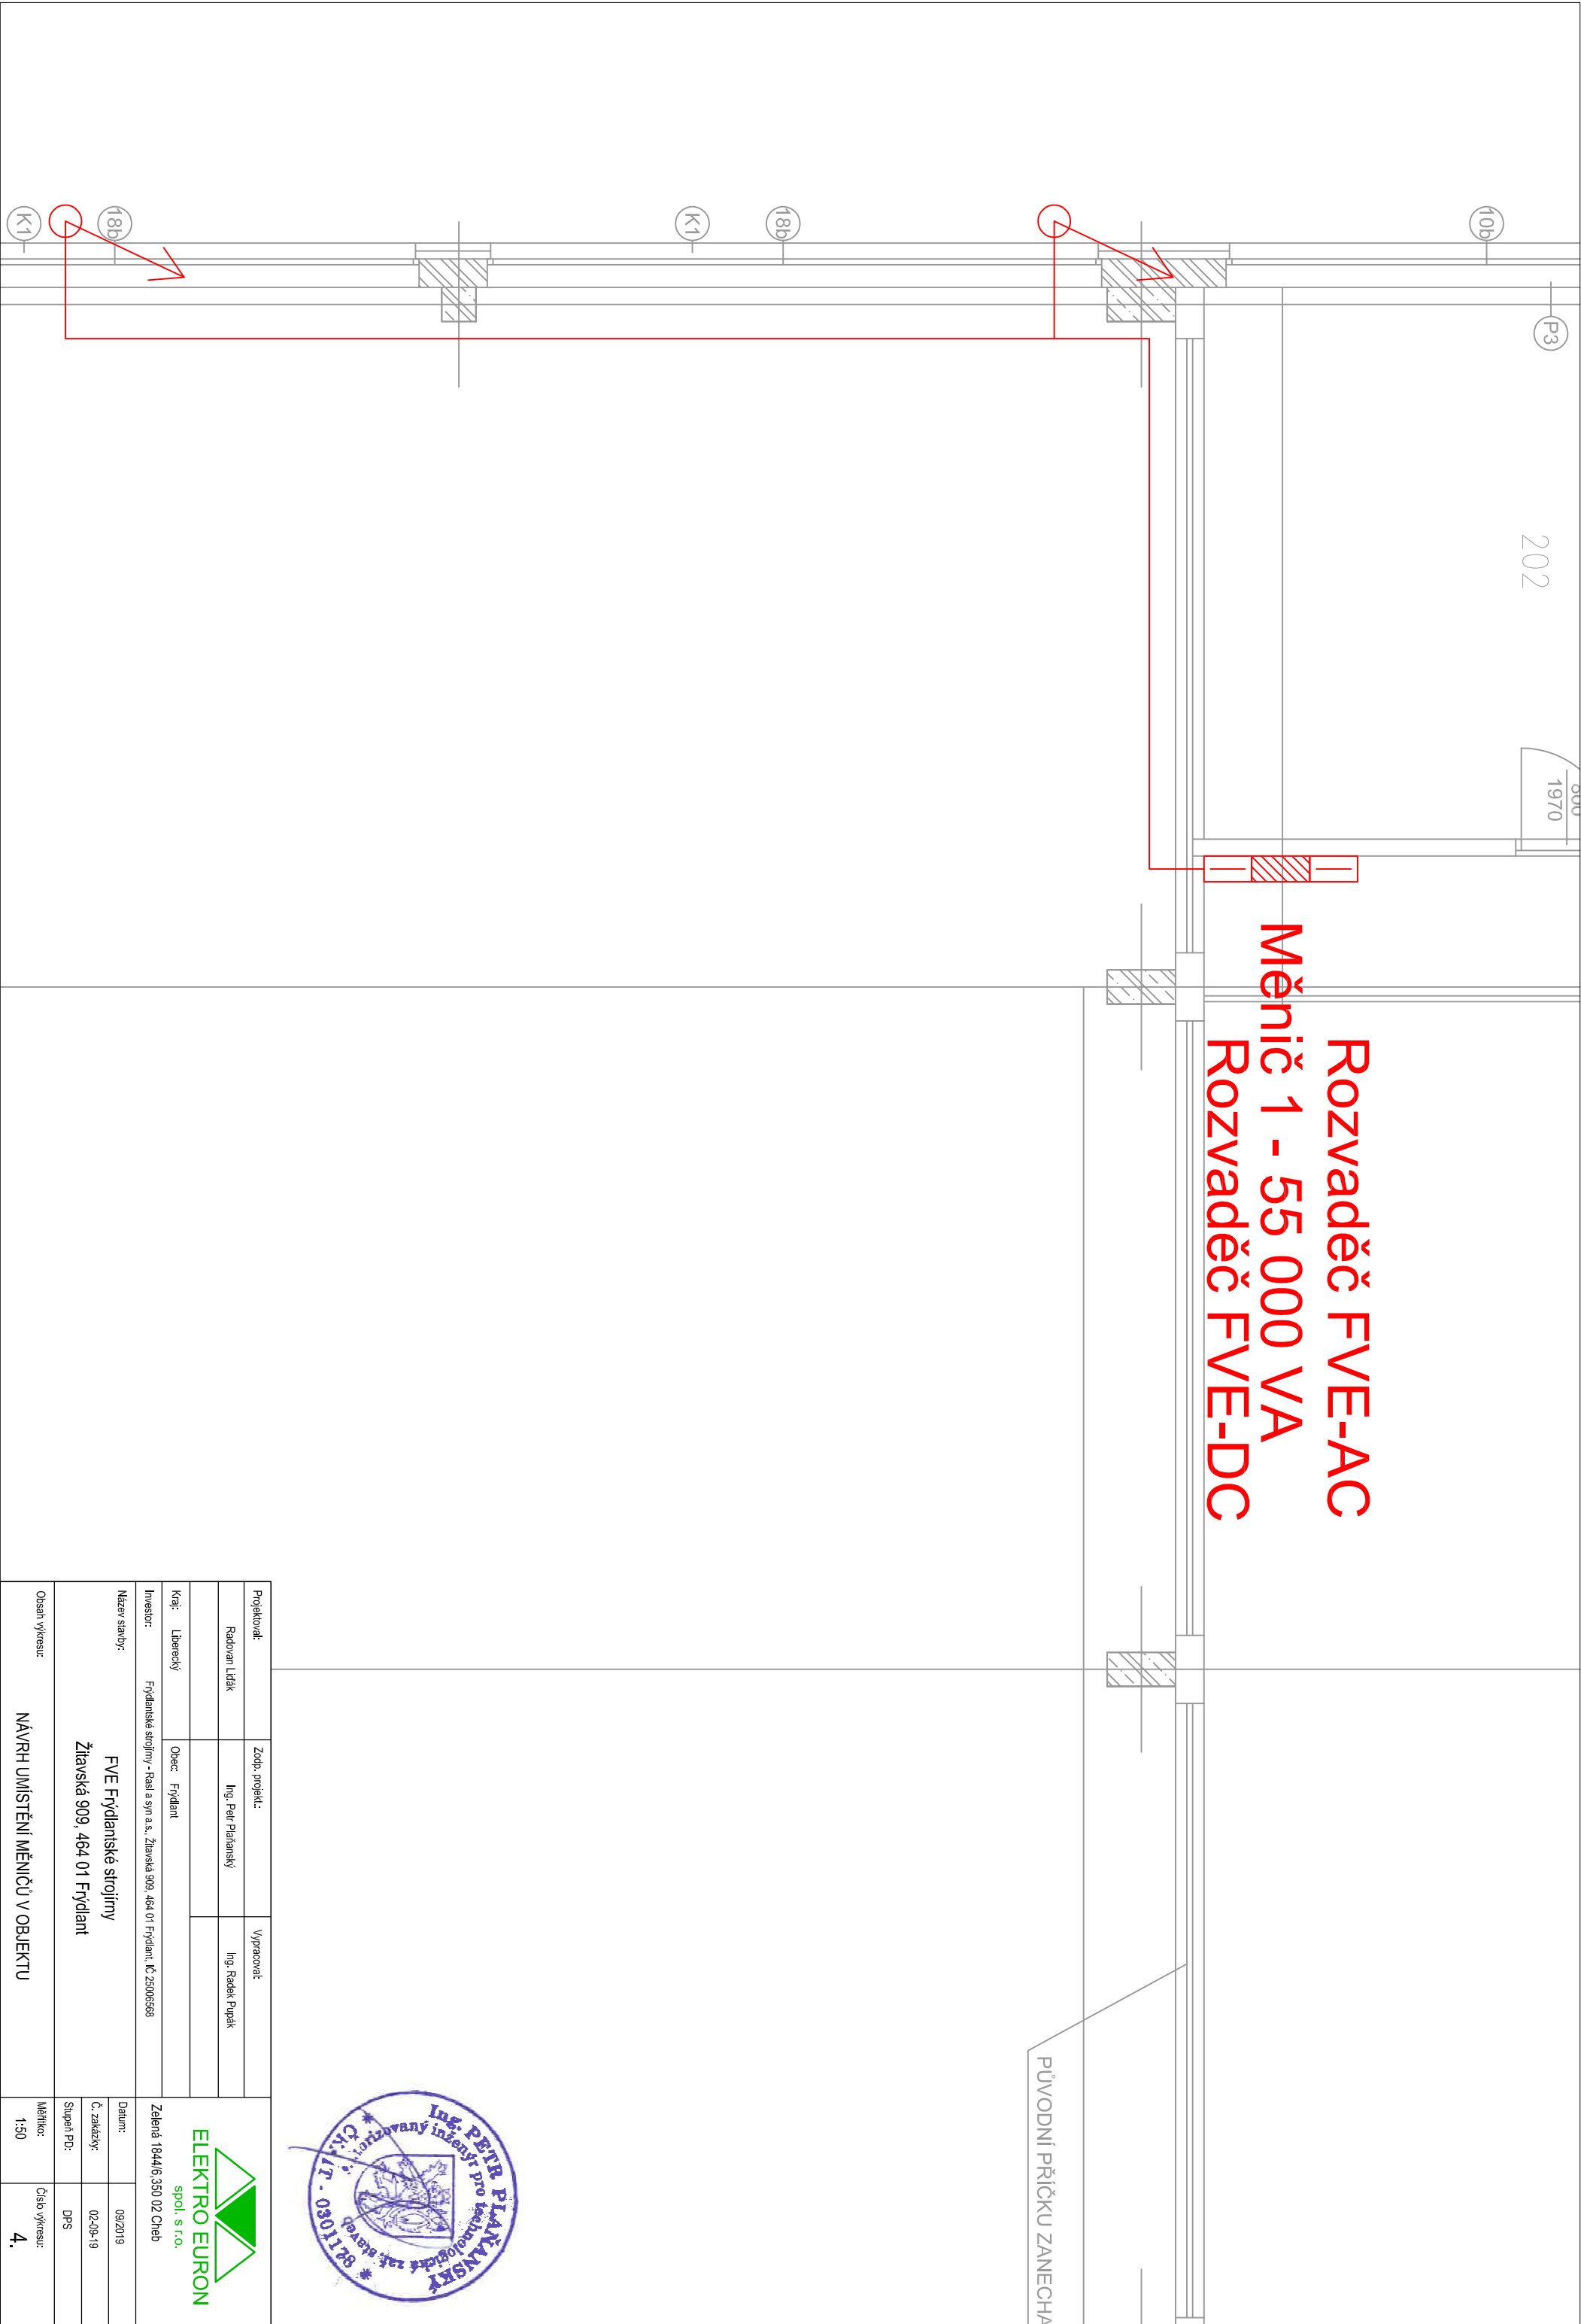 10b
P3
202
800
1970
18b
K1
18b
K1
Rozvaděč FVE-AC
Měnič 1 - 55 000 VA
Rozvaděč FVE-DC
PŮVODNÍ PŘÍČKU ZANECHA
Ing. PETR PLAŇANSKÝ
inženýr pro technologická zař. staveb
ČKAIT - 0301128
Projektoval: Zodp. projekt.: Vypracoval:
Radovan Lidák Ing. Petr Plaňanský Ing. Radek Pupák
ELEKTRO EURON
spol. s r.o.
Kraj: Liberecký Obec: Frýdlant
Zelená 1844/6,350 02 Cheb
Investor: Frýdlantské strojírny - Rasl a syn a.s., Žitavská 909, 464 01 Frýdlant, IČ 25006568
Název stavby:
FVE Frýdlantské strojírny
Žitavská 909, 464 01 Frýdlant
Datum: 09/2019
Č. zakázky: 02-09-19
Stupeň PD: DPS
Obsah výkresu:
NÁVRH UMÍSTĚNÍ MĚNIČŮ V OBJEKTU
Měřítko: Číslo výkresu:
1:50 4.